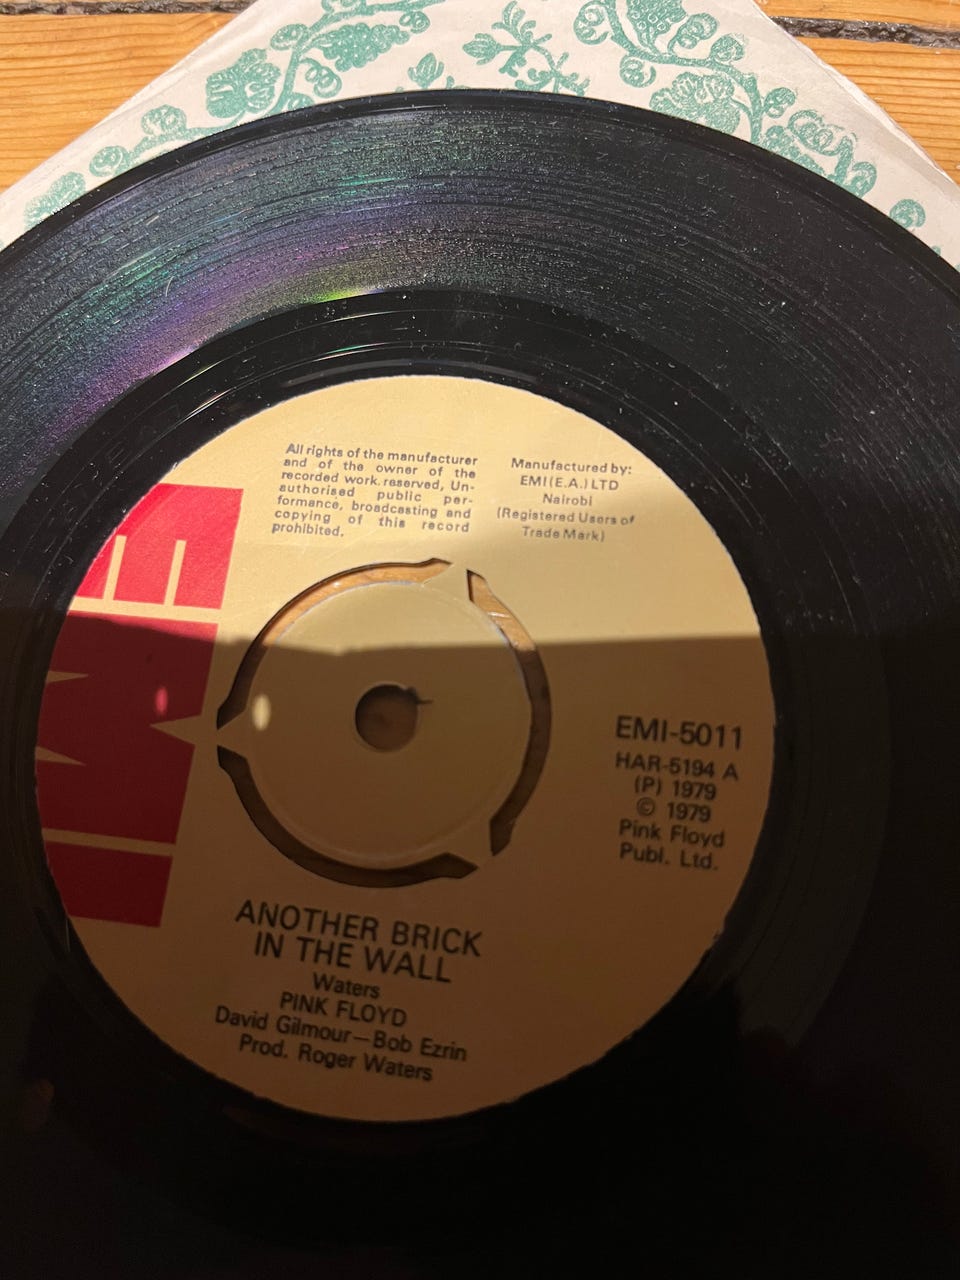 All rights of the manufacturer
and of the owner of the
recorded work. reserved, Un-
authorised public per-
formance, broadcasting and
copying of this record
prohibited.
Manufactured by:
EMI (E.A.) LTD
Nairobi
(Registered Users of
Trade Mark)
EMI
EMI-5011
HAR-5194 A
(P) 1979
© 1979
Pink Floyd
Publ. Ltd.
ANOTHER BRICK
IN THE WALL
Waters
PINK FLOYD
David Gilmour—Bob Ezrin
Prod. Roger Waters